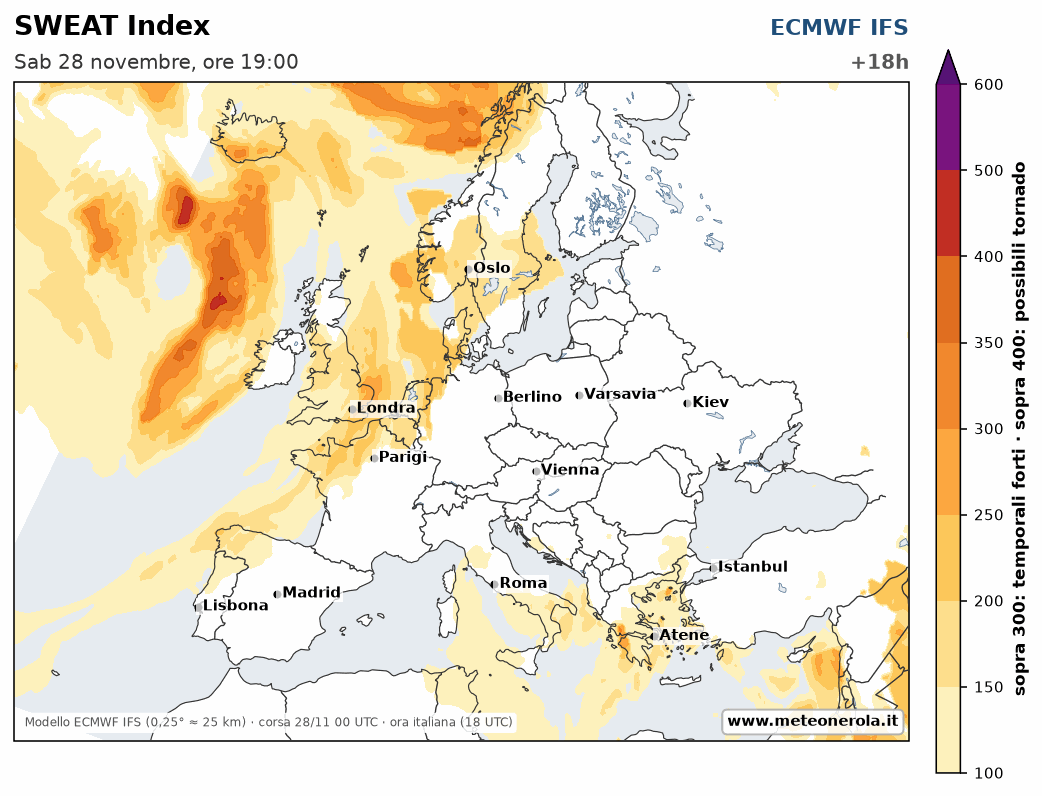 SWEAT Index
ECMWF IFS
Sab 28 novembre, ore 19:00
+18h
600
500
400
350
300
250
200
150
100
sopra 300: temporali forti · sopra 400: possibili tornado
Oslo
Berlino
Varsavia
Kiev
Londra
Parigi
Vienna
Istanbul
Roma
Madrid
Lisbona
Atene
Modello ECMWF IFS (0,25° ≈ 25 km) · corsa 28/11 00 UTC · ora italiana (18 UTC)
www.meteonerola.it